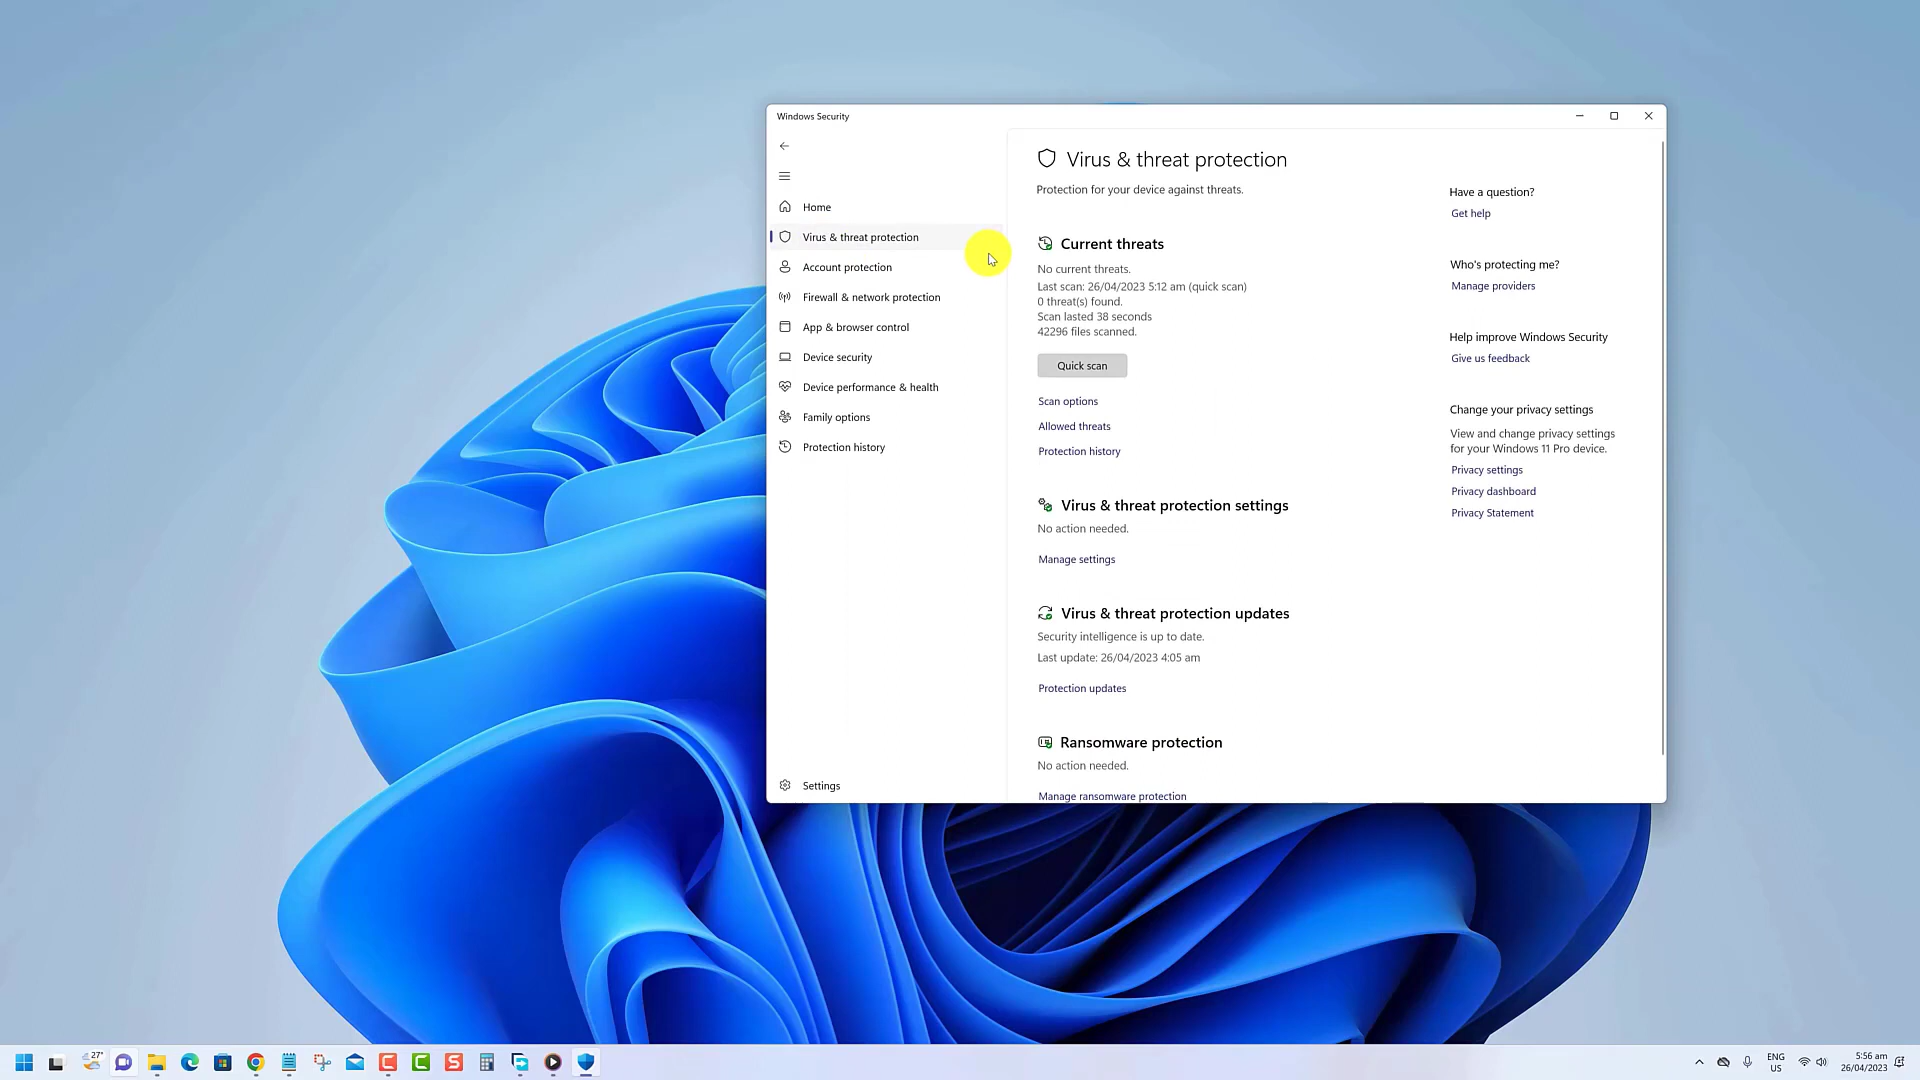 Windows Security
Home
Virus & threat protection
Account protection
Firewall & network protection
App & browser control
Device security
Device performance & health
Family options
Protection history
Settings
Virus & threat protection
Protection for your device against threats.
Current threats
No current threats.
Last scan: 26/04/2023 5:12 am (quick scan)
0 threat(s) found.
Scan lasted 38 seconds
42296 files scanned.
Quick scan
Scan options
Allowed threats
Protection history
Virus & threat protection settings
No action needed.
Manage settings
Virus & threat protection updates
Security intelligence is up to date.
Last update: 26/04/2023 4:05 am
Protection updates
Ransomware protection
No action needed.
Manage ransomware protection
Have a question?
Get help
Who's protecting me?
Manage providers
Help improve Windows Security
Give us feedback
Change your privacy settings
View and change privacy settings
for your Windows 11 Pro device.
Privacy settings
Privacy dashboard
Privacy Statement
27°
C
C
S
ENG
US
5:56 am
26/04/2023